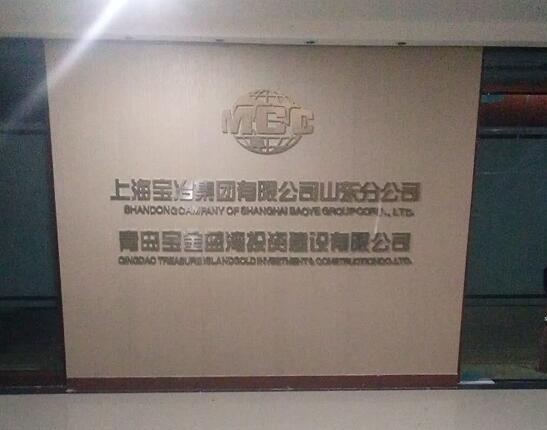 MCC
上海宝冶集团有限公司山东分公司
SHANDONG COMPANY OF SHANGHAI BAOYE GROUP CORP., LTD.
青岛宝金岛湾投资建设有限公司
QINGDAO TREASURE ISLANDGOLD INVESTMENT& CONSTRUCTIONCO.,LTD.